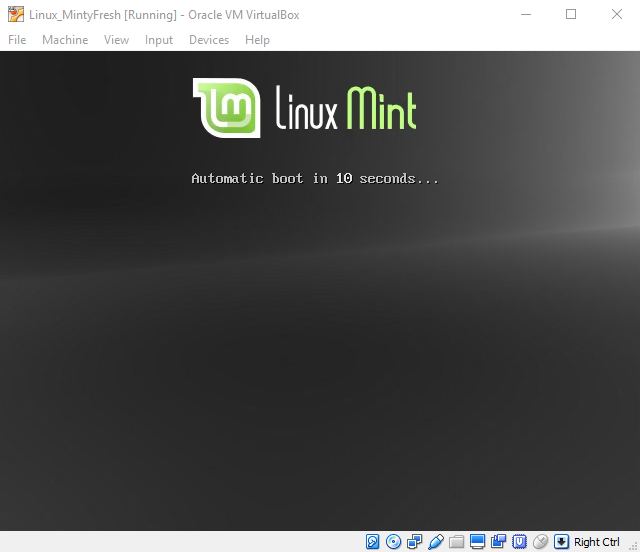 Linux_MintyFresh [Running] - Oracle VM VirtualBox
File Machine View Input Devices Help
lm Linux Mint
Automatic boot in 10 seconds...
Right Ctrl